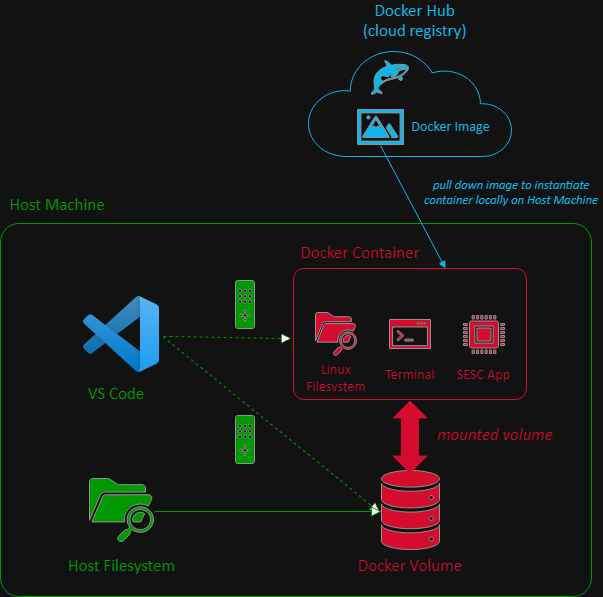 Docker Hub
(cloud registry)
Docker Image
pull down image to instantiate
container locally on Host Machine
Host Machine
Docker Container
Linux
Filesystem
Terminal
SESC App
VS Code
mounted volume
Host Filesystem
Docker Volume